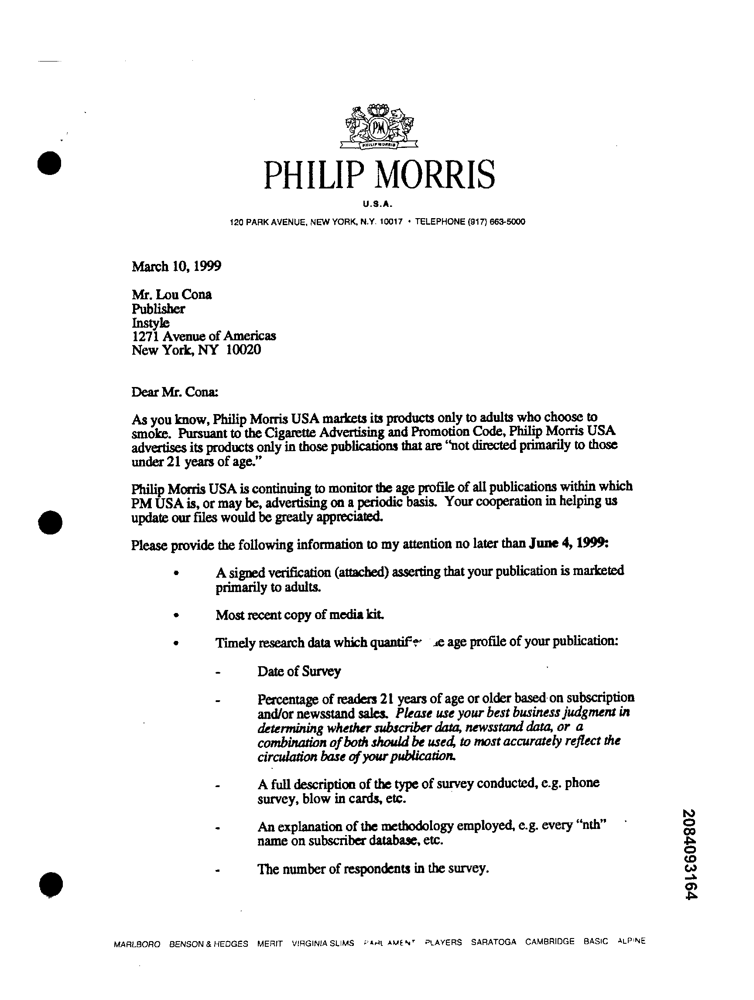 PM
PHILIP MORRIS
PHILIP MORRIS
U.S.A.
120 PARK AVENUE, NEW YORK, N.Y. 10017 • TELEPHONE (917) 663-5000
March 10, 1999
Mr. Lou Cona
Publisher
Instyle
1271 Avenue of Americas
New York, NY 10020
Dear Mr. Cona:
As you know, Philip Morris USA markets its products only to adults who choose to
smoke. Pursuant to the Cigarette Advertising and Promotion Code, Philip Morris USA
advertises its products only in those publications that are “not directed primarily to those
under 21 years of age.”
Philip Morris USA is continuing to monitor the age profile of all publications within which
PM USA is, or may be, advertising on a periodic basis. Your cooperation in helping us
update our files would be greatly appreciated.
Please provide the following information to my attention no later than June 4, 1999:
• A signed verification (attached) asserting that your publication is marketed
primarily to adults.
• Most recent copy of media kit.
• Timely research data which age profile of your publication:
- Date of Survey
- Percentage of readers 21 years of age or older based on subscription
and/or newsstand sales. Please use your best business judgment in
determining whether subscriber data, newsstand data, or a
combination of both should be used, to most accurately reflect the
circulation base of your publication.
- A full description of the type of survey conducted, e.g. phone
survey, blow in cards, etc.
- An explanation of the methodology employed, e.g. every “nth”
name on subscriber database, etc.
- The number of respondents in the survey.
2084093164
MARLBORO BENSON & HEDGES MERIT VIRGINIA SLIMS PARLIAMENT PLAYERS SARATOGA CAMBRIDGE BASIC ALPINE